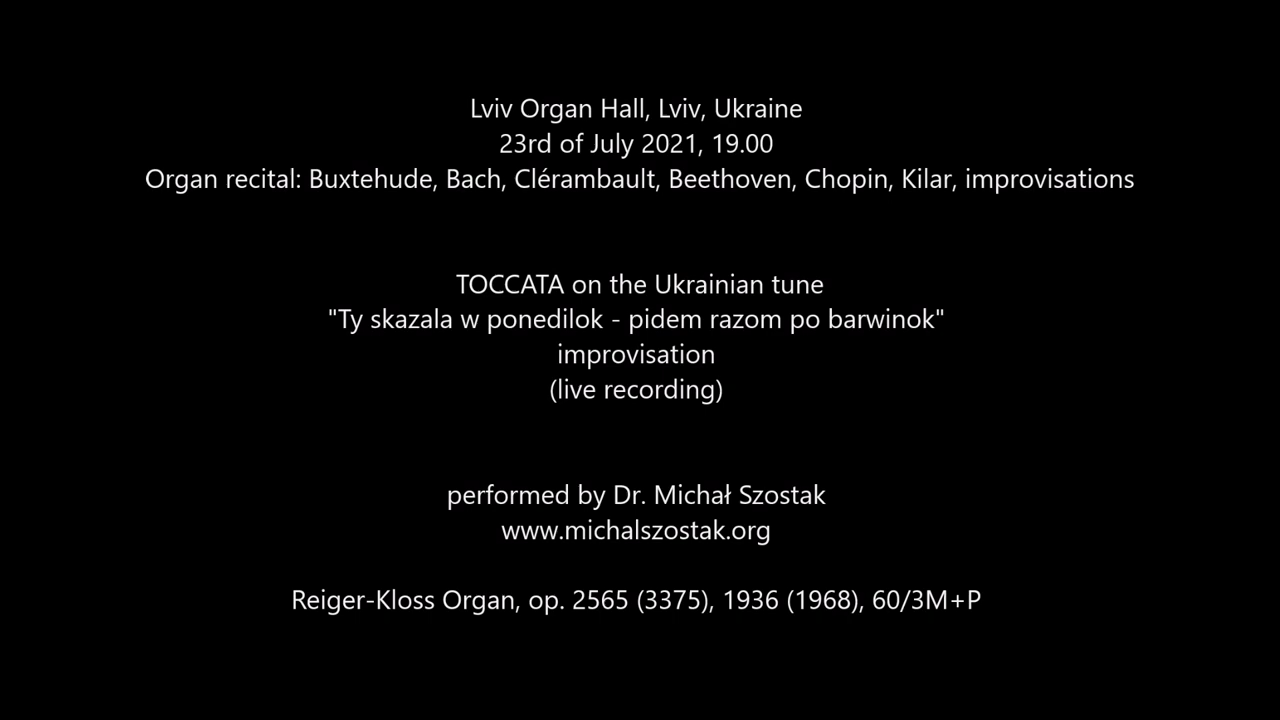 Lviv Organ Hall, Lviv, Ukraine
23rd of July 2021, 19.00
Organ recital: Buxtehude, Bach, Clérambault, Beethoven, Chopin, Kilar, improvisations
TOCCATA on the Ukrainian tune
"Ty skazala w ponedilok - pidem razom po barwinok"
improvisation
(live recording)
performed by Dr. Michał Szostak
www.michalszostak.org
Reiger-Kloss Organ, op. 2565 (3375), 1936 (1968), 60/3M+P